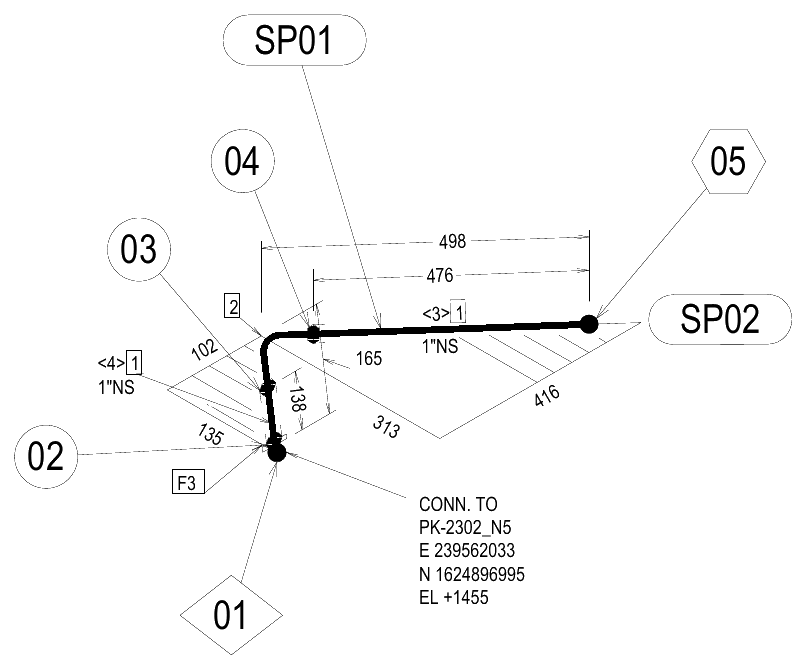 SP01
04
05
03
498
476
2
<3> 1
1"NS
SP02
102
<4> 1
1"NS
165
138
416
135
313
02
F3
CONN. TO
PK-2302_N5
E 239562033
N 1624896995
EL +1455
01